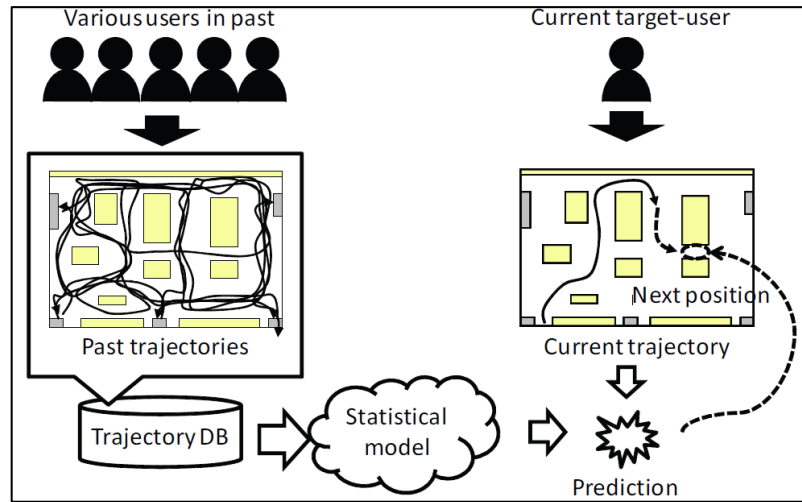 Various users in past
Current target-user
Next position
Past trajectories
Current trajectory
Trajectory DB
Statistical
model
Prediction